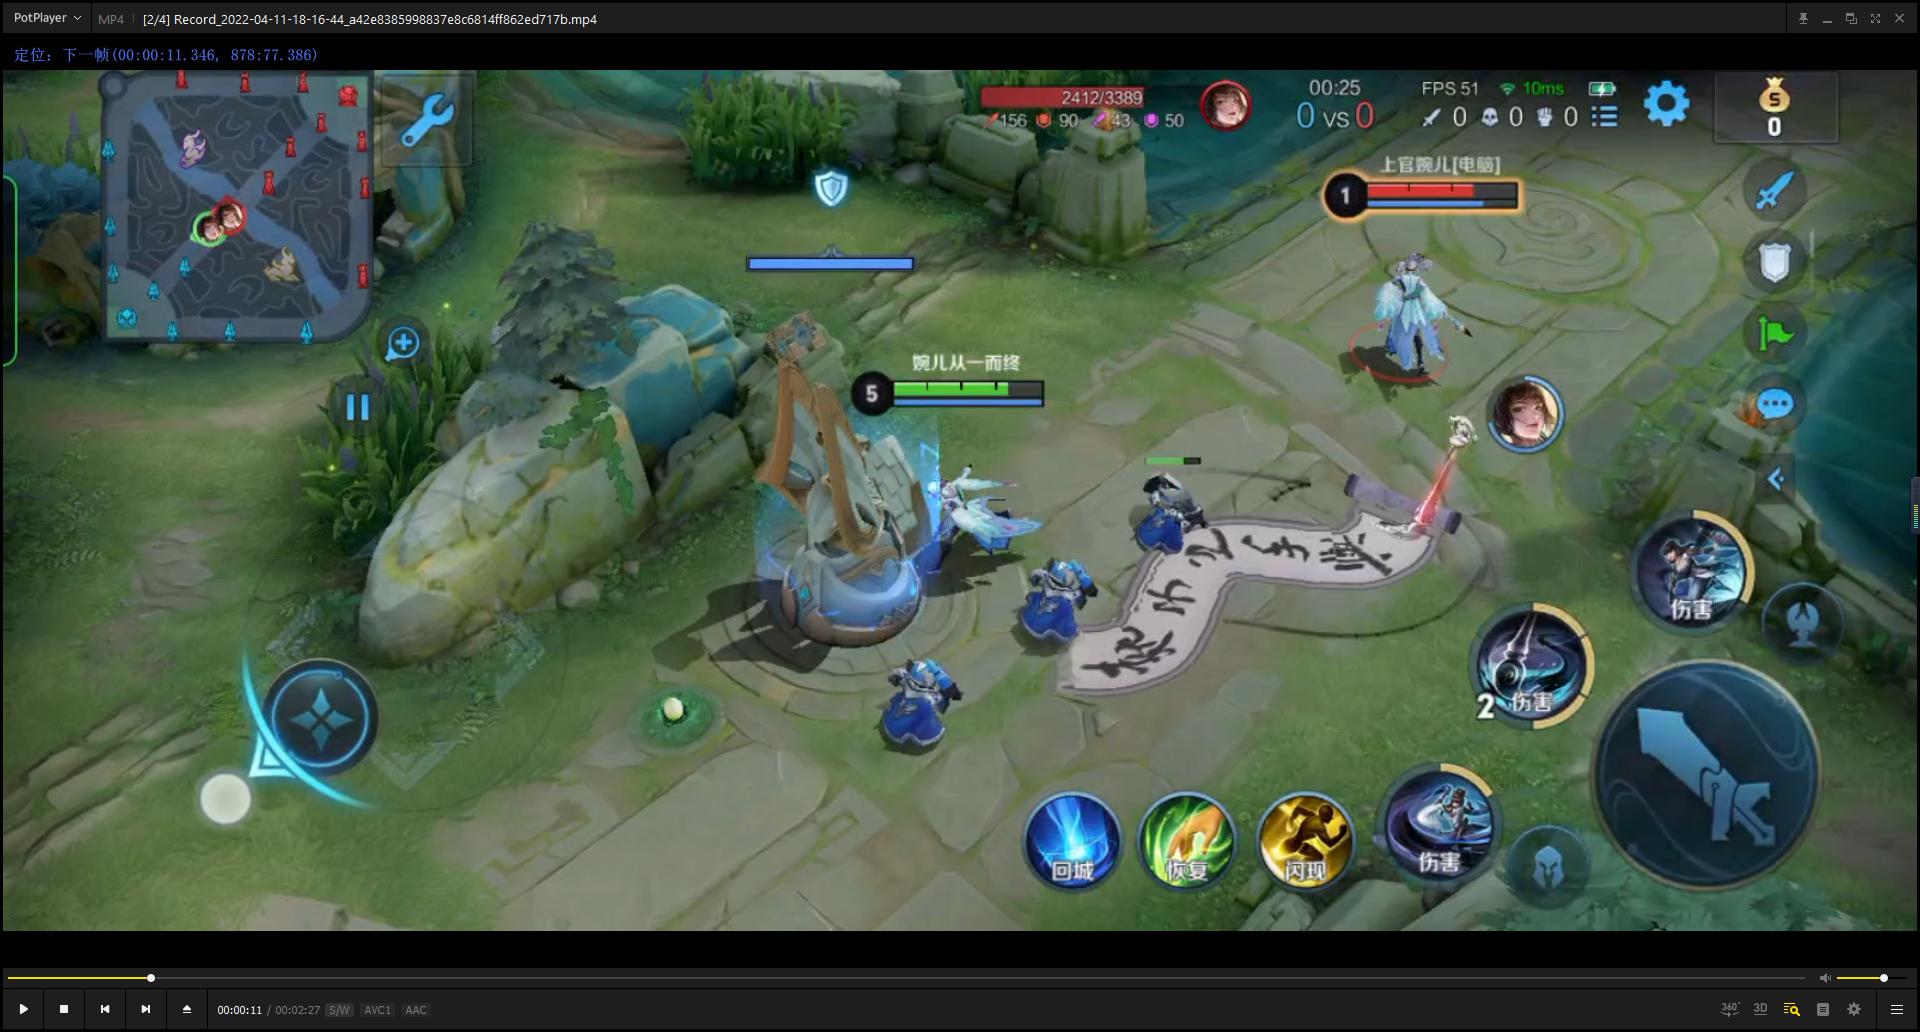 PotPlayer
MP4
[2/4] Record_2022-04-11-18-16-44_a42e8385998837e8c6814ff862ed717b.mp4
定位: 下一帧(00:00:11.346, 878:77.386)
2412/3389
156 90 43 50
00:25
0 VS 0
FPS 51
10ms
0 0 0
S
0
上官婉儿[电脑]
1
婉儿从一而终
5
伤害
2 伤害
伤害
回城
恢复
闪现
00:00:11 / 00:02:27 S/W AVC1 AAC
360°
3D